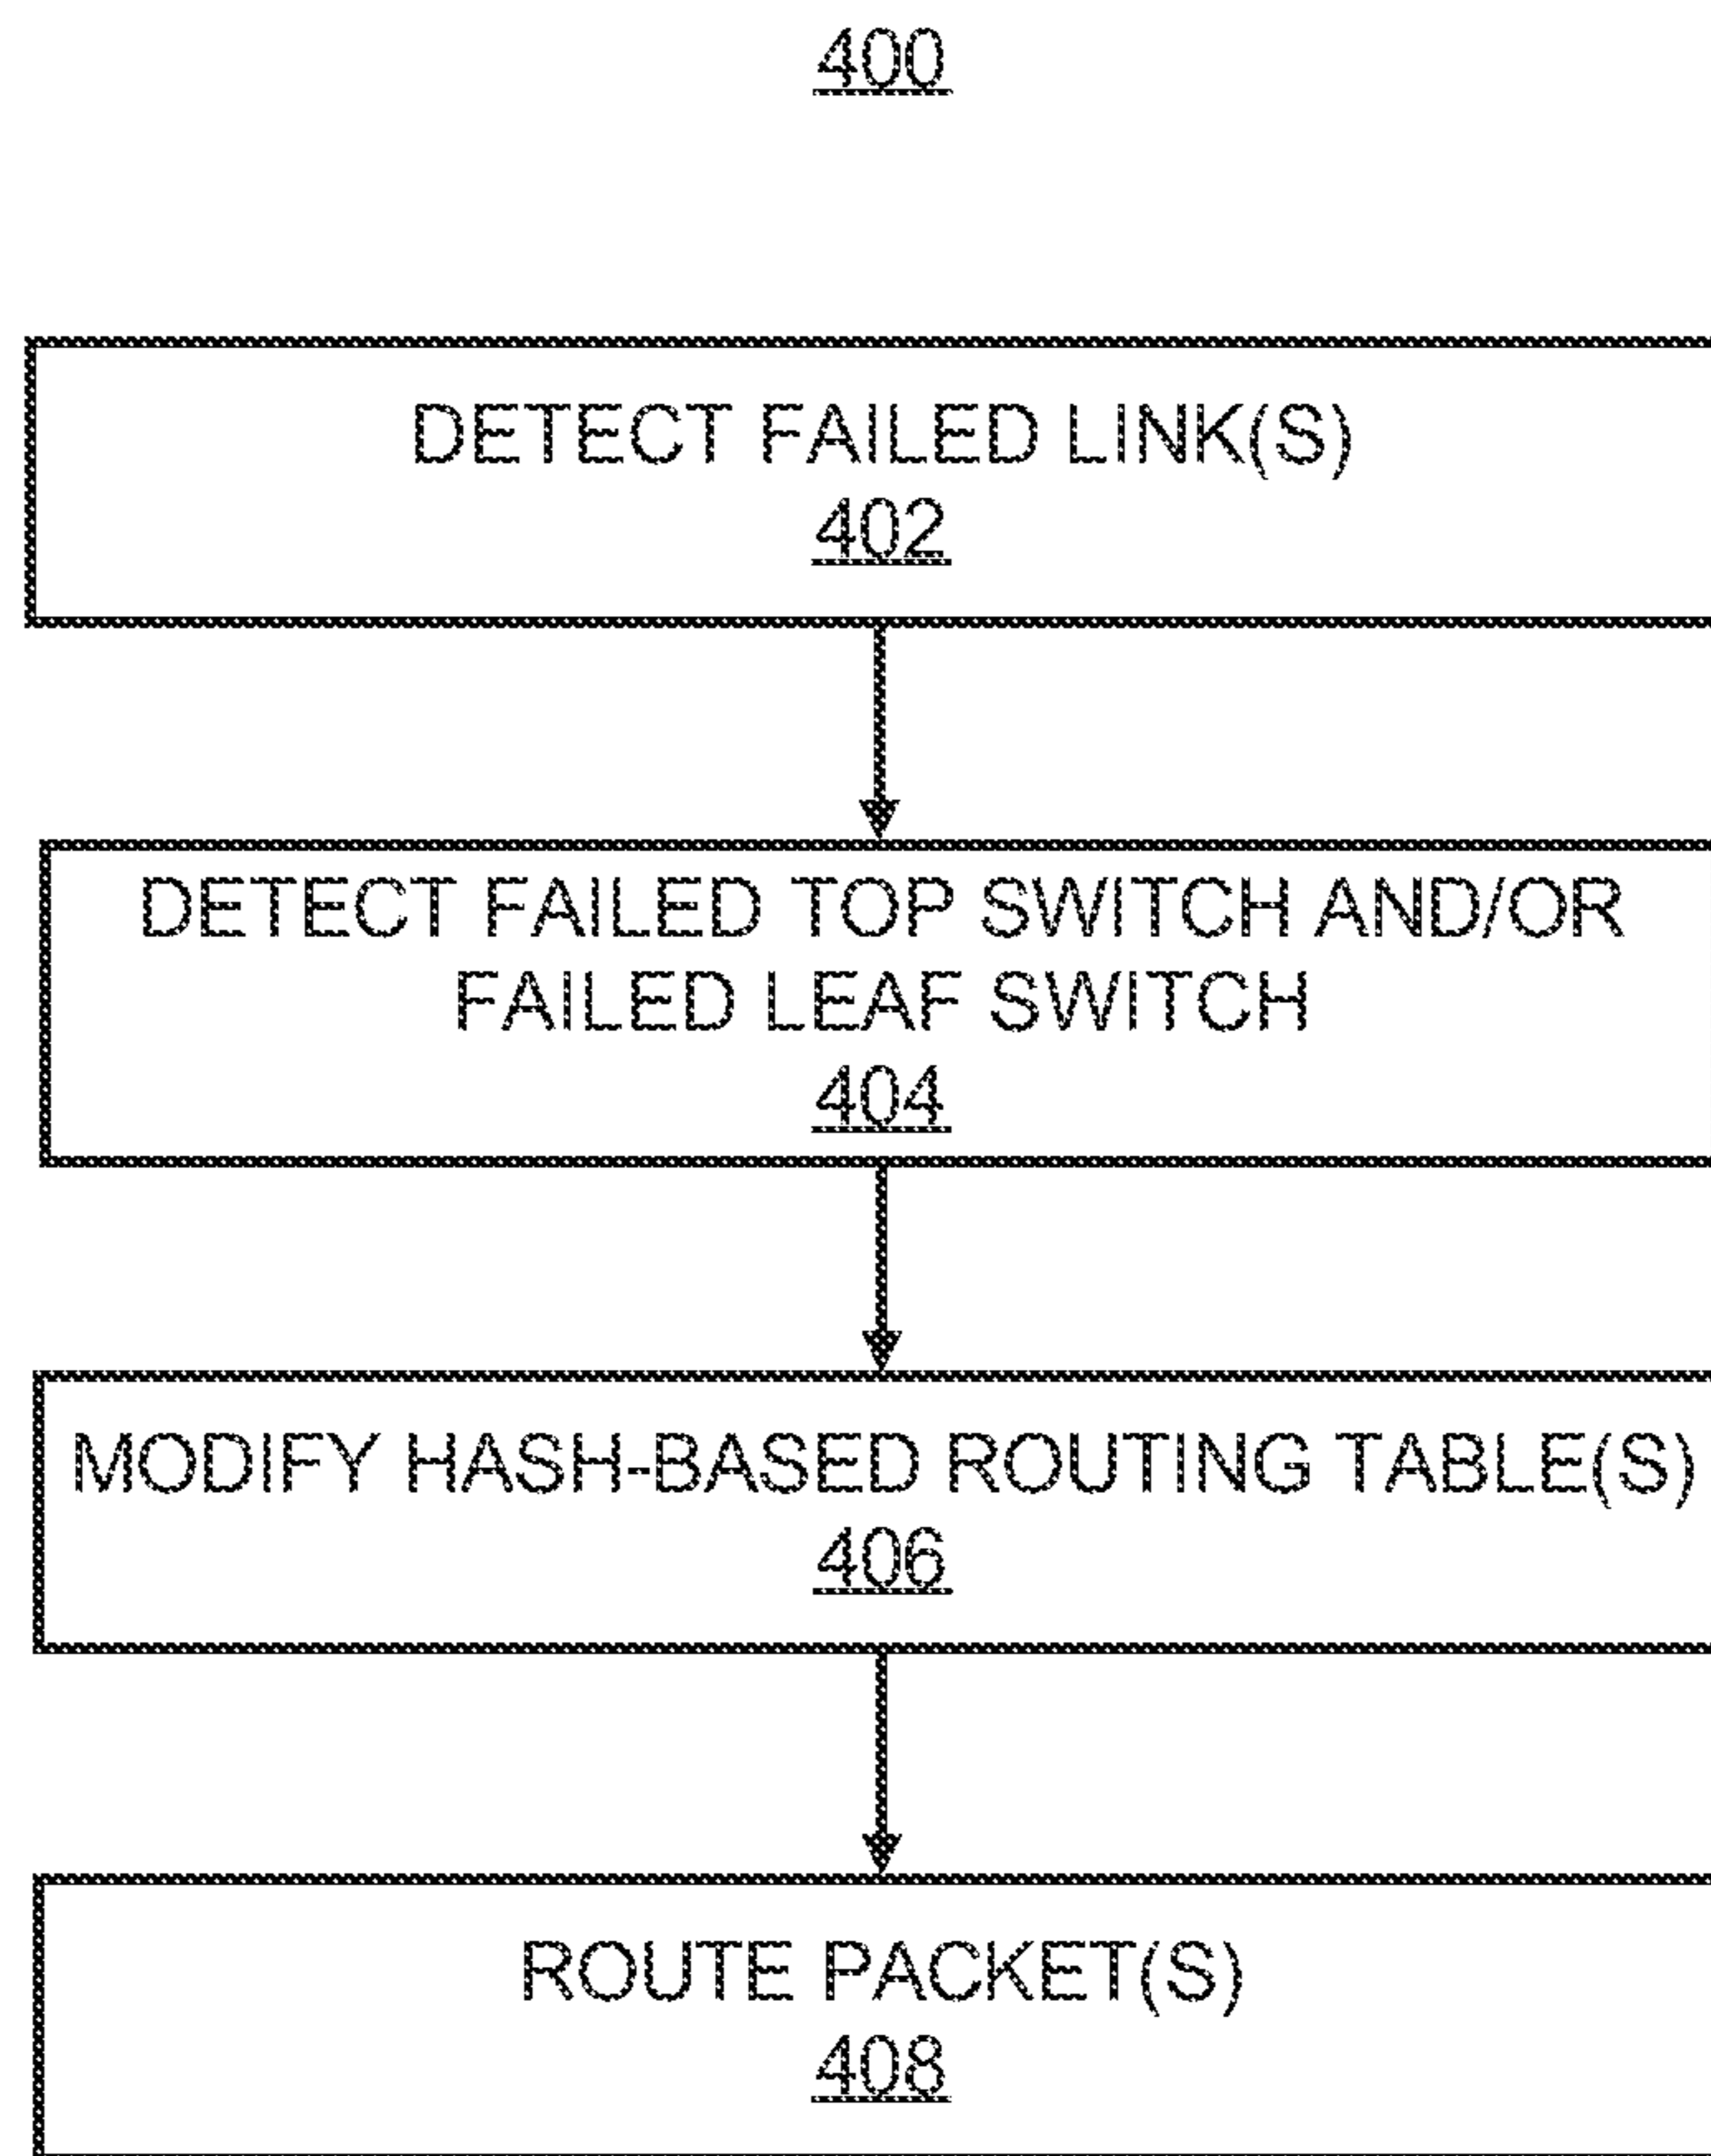 400
DETECT FAILED LINK(S)
402
DETECT FAILED TOP SWITCH AND/OR
FAILED LEAF SWITCH
404
MODIFY HASH-BASED ROUTING TABLE(S)
406
ROUTE PACKET(S)
408